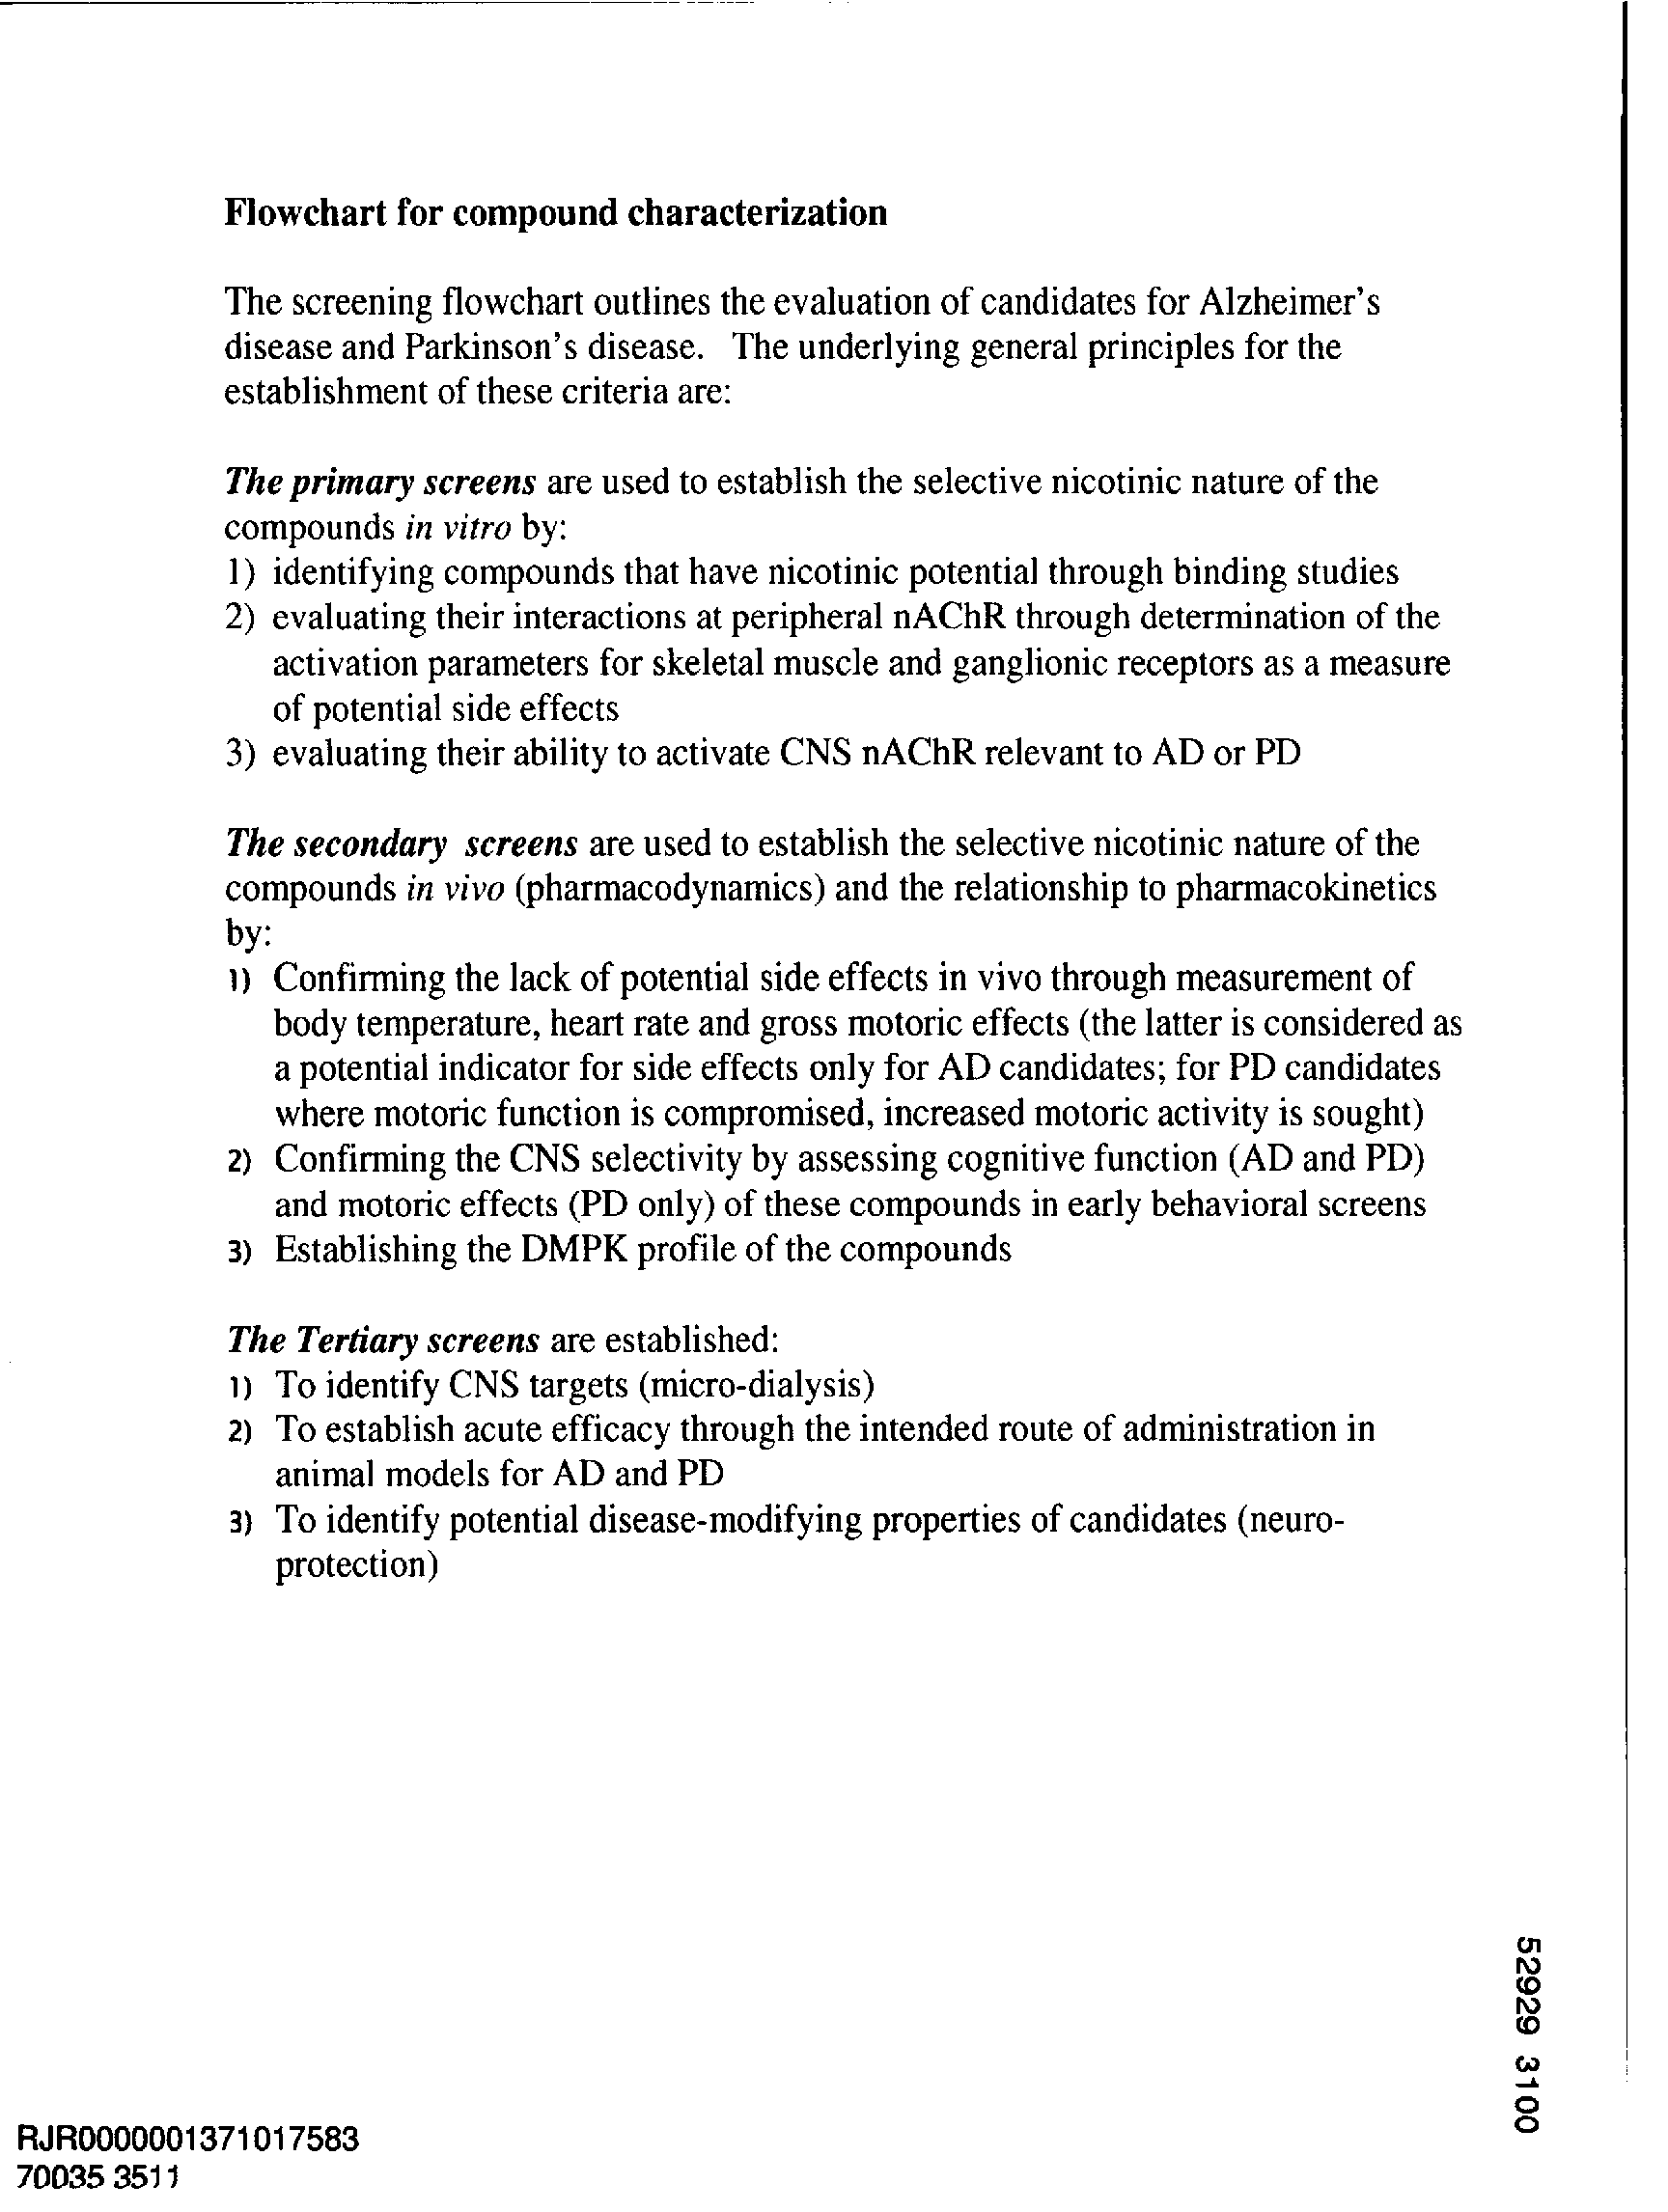 Flowchart for compound characterization
The screening flowchart outlines the evaluation of candidates for Alzheimer's
disease and Parkinson's disease.   The underlying general principles for the
establishment of these criteria are:
The primary screens are used to establish the selective nicotinic nature of the
compounds in vitro by:
1) identifying compounds that have nicotinic potential through binding studies
2) evaluating their interactions at peripheral nAChR through determination of the
activation parameters for skeletal muscle and ganglionic receptors as a measure
of potential side effects
3) evaluating their ability to activate CNS nAChR relevant to AD or PD
The secondary  screens are used to establish the selective nicotinic nature of the
compounds in vivo (pharmacodynamics) and the relationship to pharmacokinetics
by:
1) Confirming the lack of potential side effects in vivo through measurement of
body temperature, heart rate and gross motoric effects (the latter is considered as
a potential indicator for side effects only for AD candidates; for PD candidates
where motoric function is compromised, increased motoric activity is sought)
2) Confirming the CNS selectivity by assessing cognitive function (AD and PD)
and motoric effects (PD only) of these compounds in early behavioral screens
3) Establishing the DMPK profile of the compounds
The Tertiary screens are established:
1) To identify CNS targets (micro-dialysis)
2) To establish acute efficacy through the intended route of administration in
animal models for AD and PD
3) To identify potential disease-modifying properties of candidates (neuro-
protection)
52929 3100
RJR0000001371017583
70035 3511